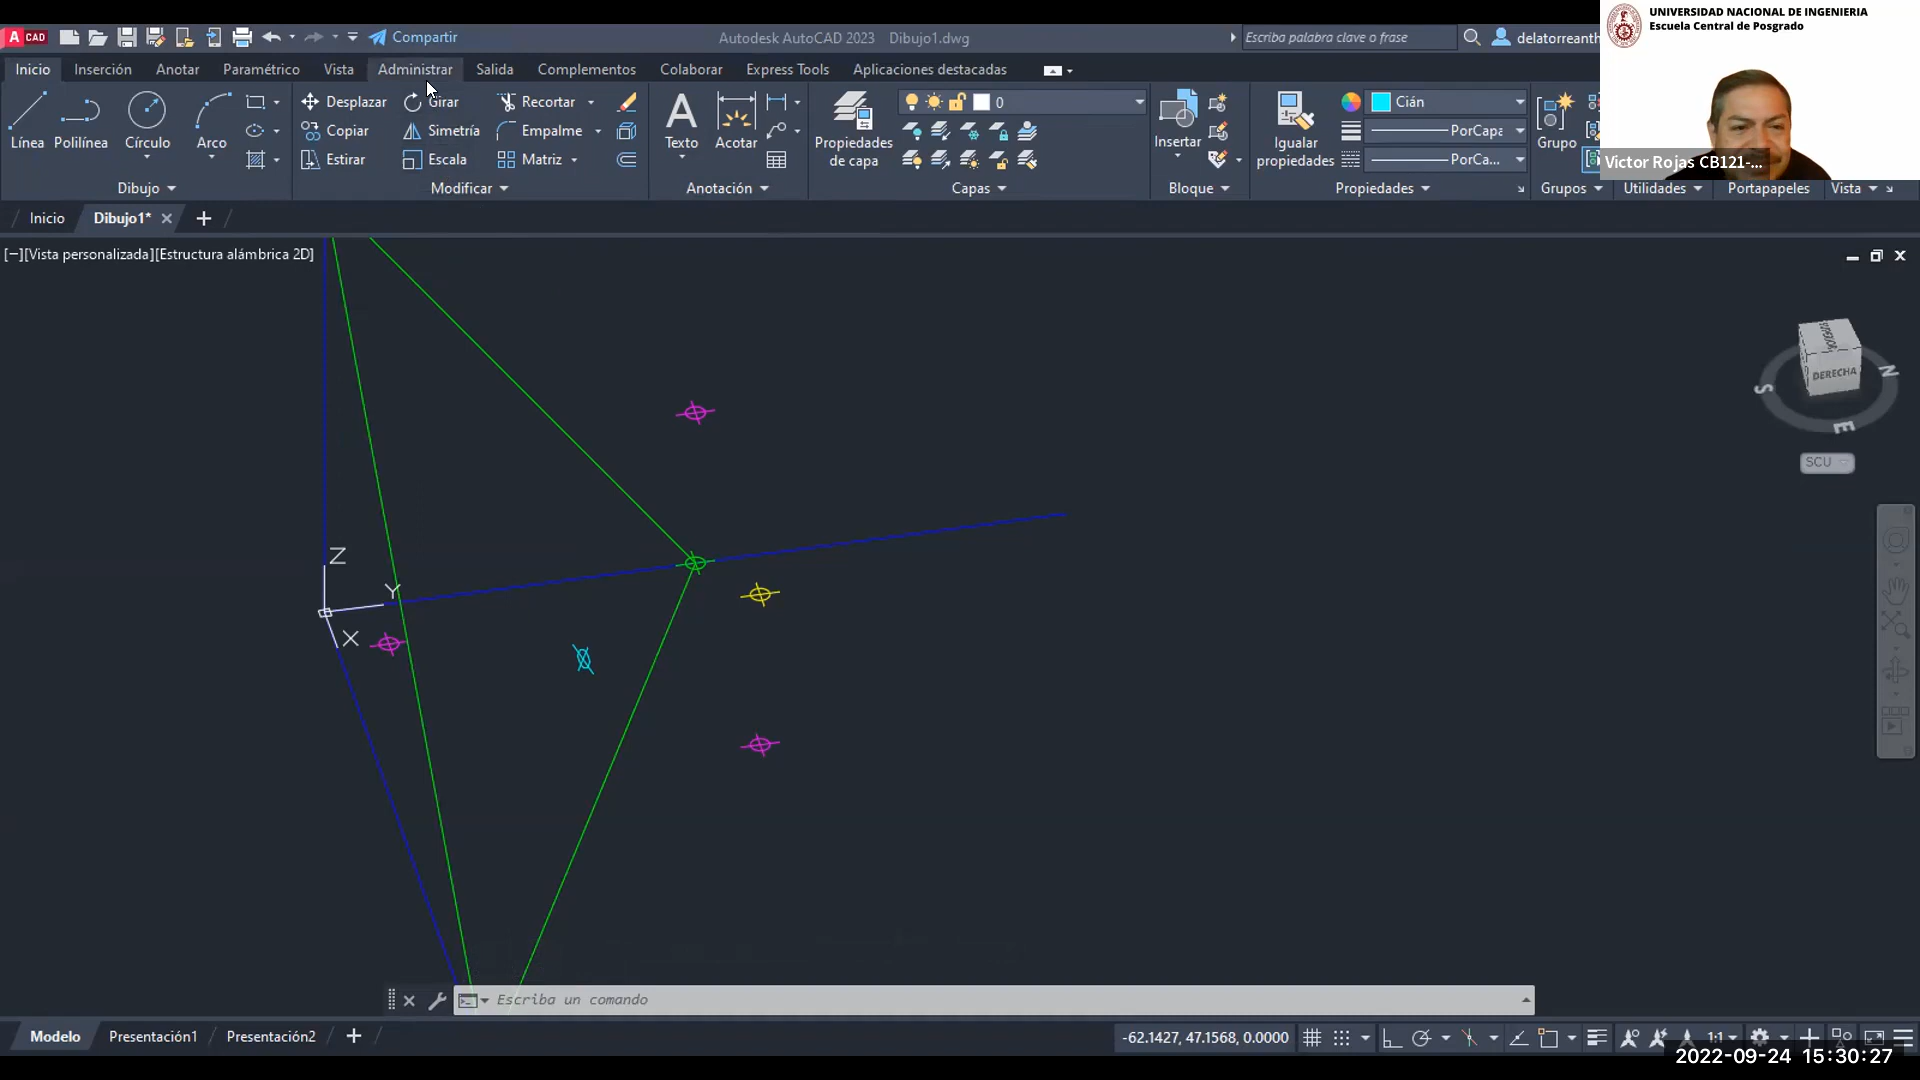 UNIVERSIDAD NACIONAL DE INGENIERIA
Escuela Central de Posgrado
A CAD
Compartir
Autodesk AutoCAD 2023 Dibujo1.dwg
Escriba palabra clave o frase
delatorreanth
Inicio Inserción Anotar Paramétrico Vista Administrar Salida Complementos Colaborar Express Tools Aplicaciones destacadas
Línea Polilínea Círculo Arco
Desplazar Girar Recortar
Copiar Simetría Empalme
Estirar Escala Matriz
Texto Acotar
Propiedades
de capa
0
Insertar
Igualar
propiedades
Cián
PorCapa
PorCa...
Grupo
Victor Rojas CB121-...
Dibujo Modificar Anotación Capas Bloque Propiedades Grupos Utilidades Portapapeles Vista
Inicio Dibujo1*
[−][Vista personalizada][Estructura alámbrica 2D]
DERECHA
S
N
E
SCU
Z
Y
X
Escriba un comando
Modelo Presentación1 Presentación2
-62.1427, 47.1568, 0.0000
1:1
2022-09-24 15:30:27